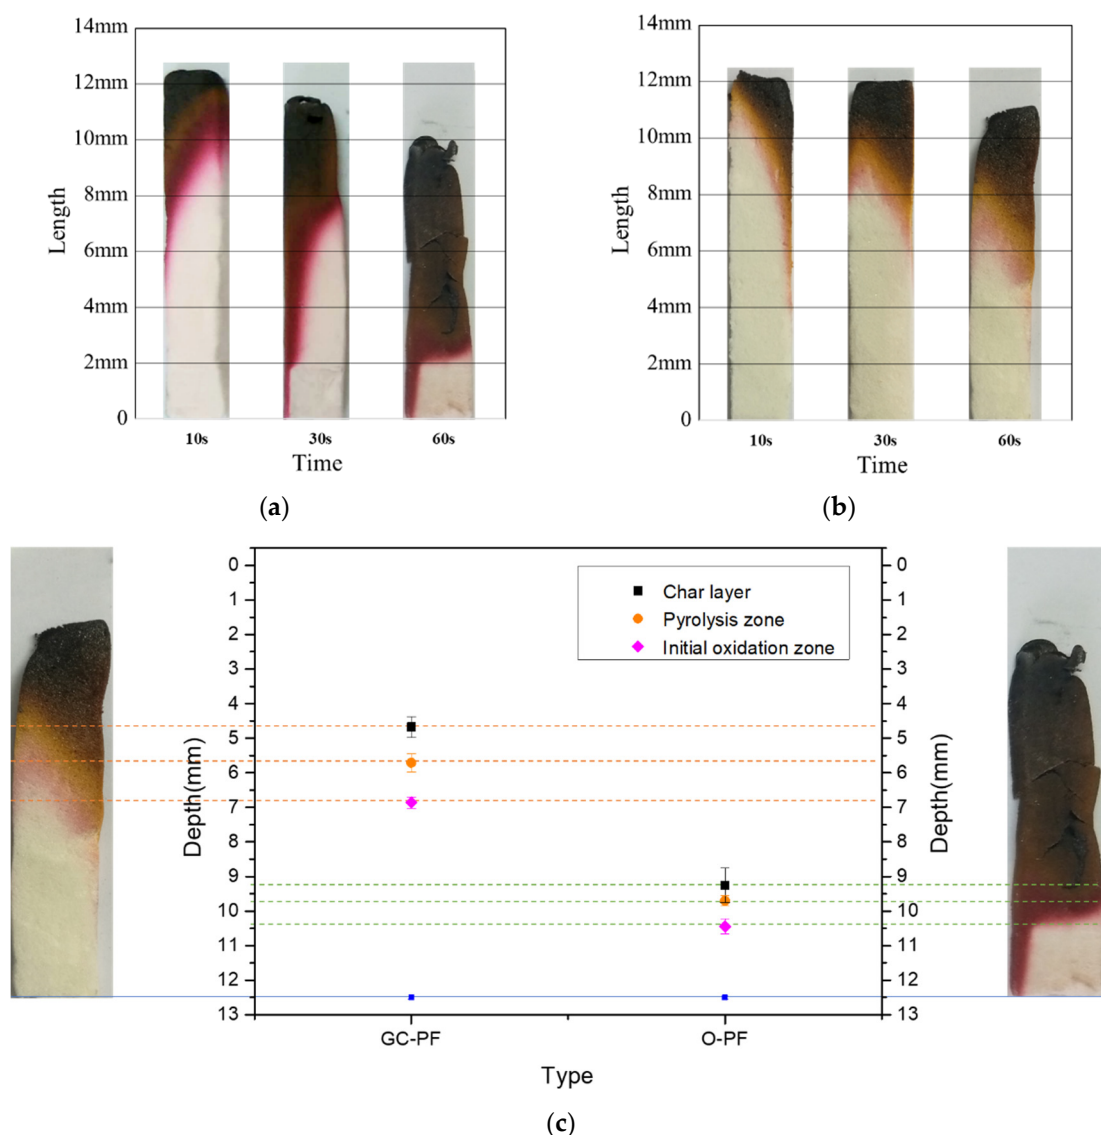 14mm
12mm
10mm
8mm
6mm
4mm
2mm
0
Length
10s
30s
60s
Time
(a)
14mm
12mm
10mm
8mm
6mm
4mm
2mm
0
Length
10s
30s
60s
Time
(b)
0
1
2
3
4
5
6
7
8
9
10
11
12
13
Depth(mm)
Char layer
Pyrolysis zone
Initial oxidation zone
0
1
2
3
4
5
6
7
8
9
10
11
12
13
Depth(mm)
GC-PF
O-PF
Type
(c)